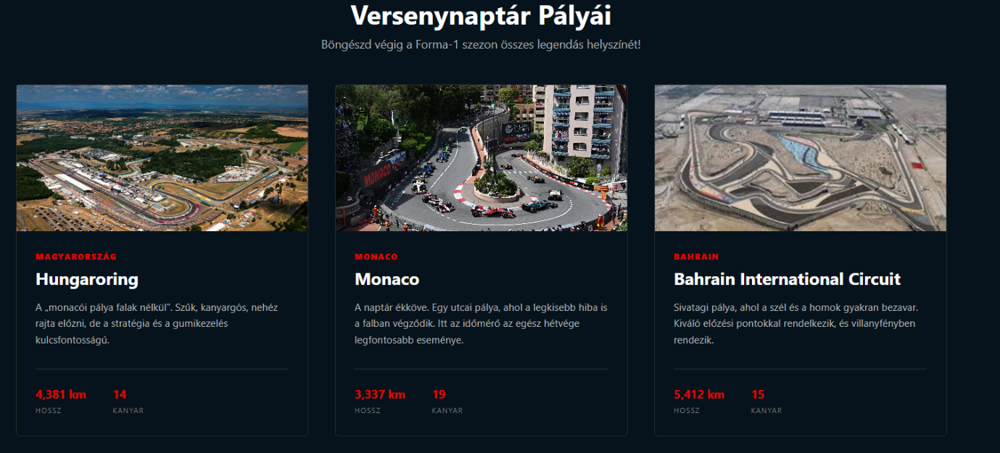 Versenynaptár Pályái
Böngészd végig a Forma-1 szezon összes legendás helyszínét!
MONACO
MAGYARORSZÁG
Hungaroring
A „monacói pálya falak nélkül”. Szűk, kanyargós, nehéz
rajta előzni, de a stratégia és a gumikezelés
kulcsfontosságú.
4,381 km
14
HOSSZ
KANYAR
MONACO
Monaco
A naptár ékköve. Egy utcai pálya, ahol a legkisebb hiba is
a falban végződik. Itt az időmérő az egész hétvége
legfontosabb eseménye.
3,337 km
19
HOSSZ
KANYAR
BAHRAIN
Bahrain International Circuit
Sivatagi pálya, ahol a szél és a homok gyakran bezavar.
Kiváló előzési pontokkal rendelkezik, és villanyfényben
rendezik.
5,412 km
15
HOSSZ
KANYAR